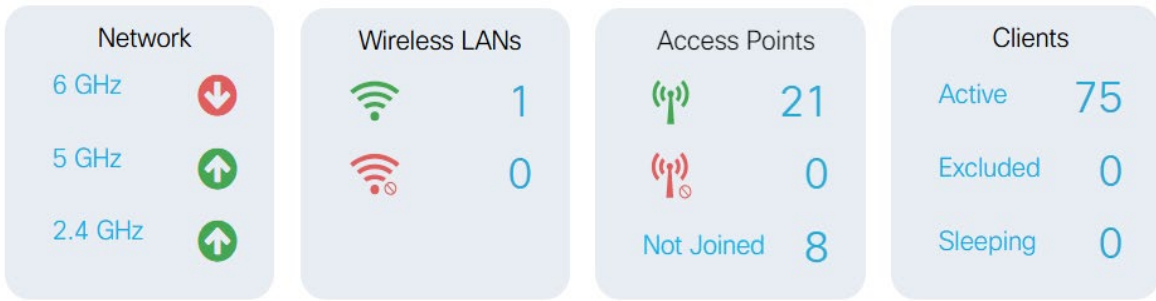 Network
6 GHz
5 GHz
2.4 GHz
Wireless LANs
1
0
Access Points
21
0
Not Joined 8
Clients
Active 75
Excluded 0
Sleeping 0